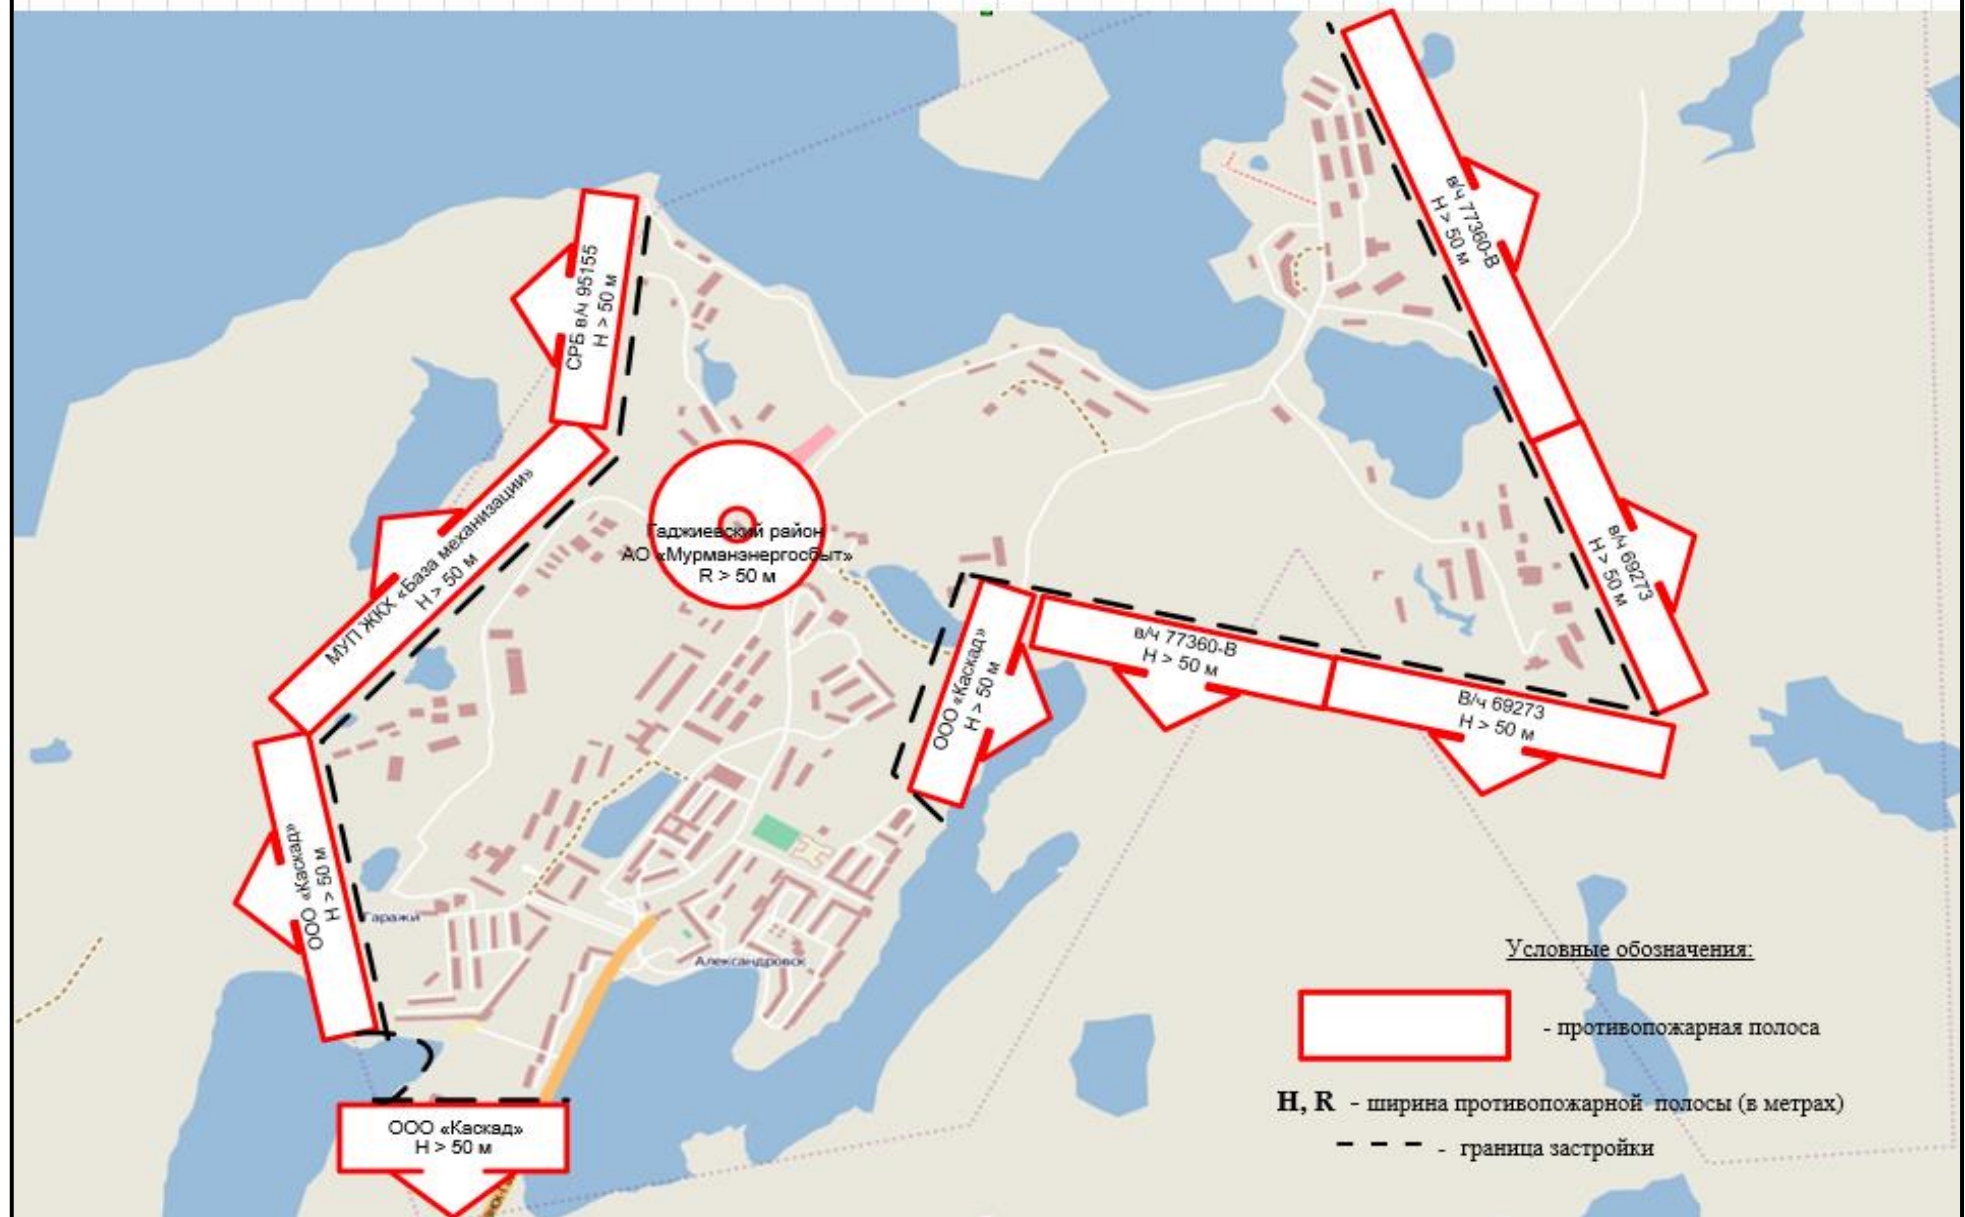 в/ч 77360-В
Н > 50 м
СРБ в/ч 95155
Н > 50 м
МУП ЖКХ «База механизации»
Н > 50 м
Гаджиевский район
АО «Мурманэнергосбыт»
R > 50 м
в/ч 69273
Н > 50 м
ООО «Каскад»
Н > 50 м
в/ч 77360-В
Н > 50 м
В/ч 69273
Н > 50 м
ООО «Каскад»
Н > 50 м
Гаражи
Александровск
ООО «Каскад»
Н > 50 м
Условные обозначения:
- противопожарная полоса
H, R - ширина противопожарной полосы (в метрах)
- граница застройки